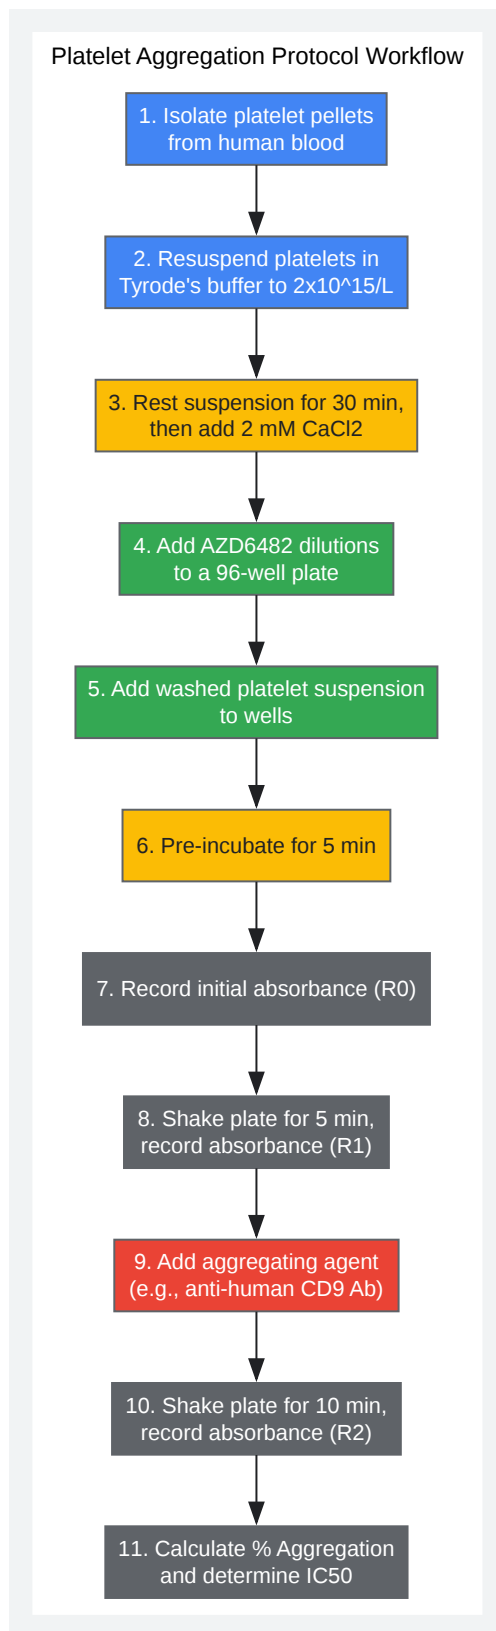 Platelet Aggregation Protocol Workflow
1. Isolate platelet pellets
from human blood
2. Resuspend platelets in
Tyrode's buffer to 2x10^15/L
3. Rest suspension for 30 min,
then add 2 mM CaCl2
4. Add AZD6482 dilutions
to a 96-well plate
5. Add washed platelet suspension
to wells
6. Pre-incubate for 5 min
7. Record initial absorbance (R0)
8. Shake plate for 5 min,
record absorbance (R1)
9. Add aggregating agent
(e.g., anti-human CD9 Ab)
10. Shake plate for 10 min,
record absorbance (R2)
11. Calculate % Aggregation
and determine IC50